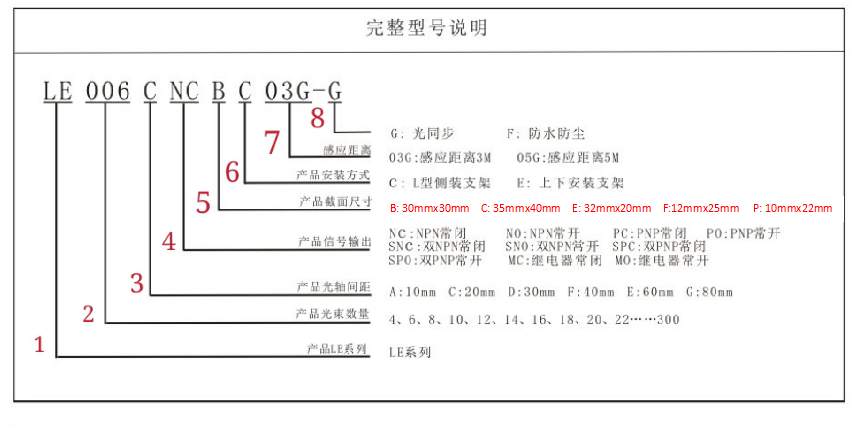 完整型号说明
LE 006 C NC B C 03G-G
8 G: 光同步 F: 防水防尘
7 感应距离 03G:感应距离3M 05G:感应距离5M
6 产品安装方式 C: L型侧装支架 E: 上下安装支架
5 产品截面尺寸 B: 30mmx30mm C: 35mmx40mm E: 32mmx20mm F:12mmx25mm P: 10mmx22mm
NC:NPN常闭 NO:NPN常开 PC:PNP常闭 PO:PNP常开
4 产品信号输出 SNC:双NPN常闭 SNO:双NPN常开 SPC:双PNP常闭
SPO:双PNP常开 MC:继电器常闭 MO:继电器常开
3 产品光轴间距 A:10mm C:20mm D:30mm F:40mm E:60mm G:80mm
2 产品光束数量 4、6、8、10、12、14、16、18、20、22……300
1 产品LE系列 LE系列